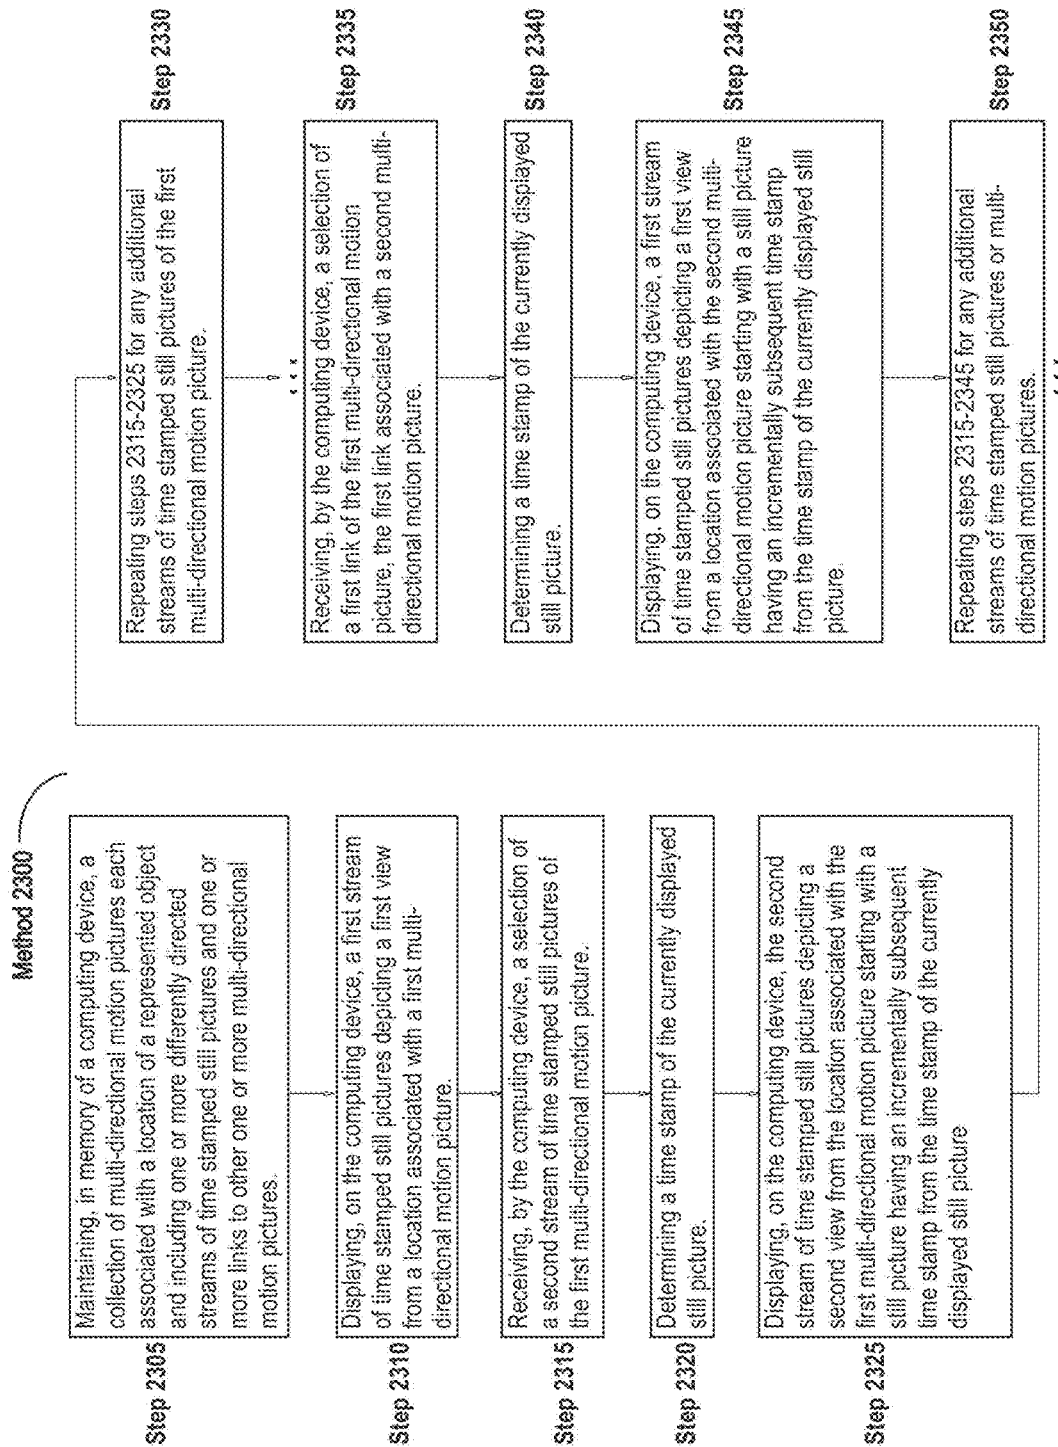 Method 2300
Step 2305
Maintaining, in memory of a computing device, a
collection of multi-directional motion pictures each
associated with a location of a represented object
and including one or more differently directed
streams of time stamped still pictures and one or
more links to other one or more multi-directional
motion pictures.
Step 2310
Displaying, on the computing device, a first stream
of time stamped still pictures depicting a first view
from a location associated with a first multi-
directional motion picture.
Step 2315
Receiving, by the computing device, a selection of
a second stream of time stamped still pictures of
the first multi-directional motion picture.
Step 2320
Determining a time stamp of the currently displayed
still picture.
Step 2325
Displaying, on the computing device, the second
stream of time stamped still pictures depicting a
second view from the location associated with the
first multi-directional motion picture starting with a
still picture having an incrementally subsequent
time stamp from the time stamp of the currently
displayed still picture
Step 2330
Repeating steps 2315-2325 for any additional
streams of time stamped still pictures of the first
multi-directional motion picture.
...
Step 2335
Receiving, by the computing device, a selection of
a first link of the first multi-directional motion
picture, the first link associated with a second multi-
directional motion picture.
Step 2340
Determining a time stamp of the currently displayed
still picture.
Step 2345
Displaying, on the computing device, a first stream
of time stamped still pictures depicting a first view
from a location associated with the second multi-
directional motion picture starting with a still picture
having an incrementally subsequent time stamp
from the time stamp of the currently displayed still
picture.
Step 2350
Repeating steps 2315-2345 for any additional
streams of time stamped still pictures or multi-
directional motion pictures.
...